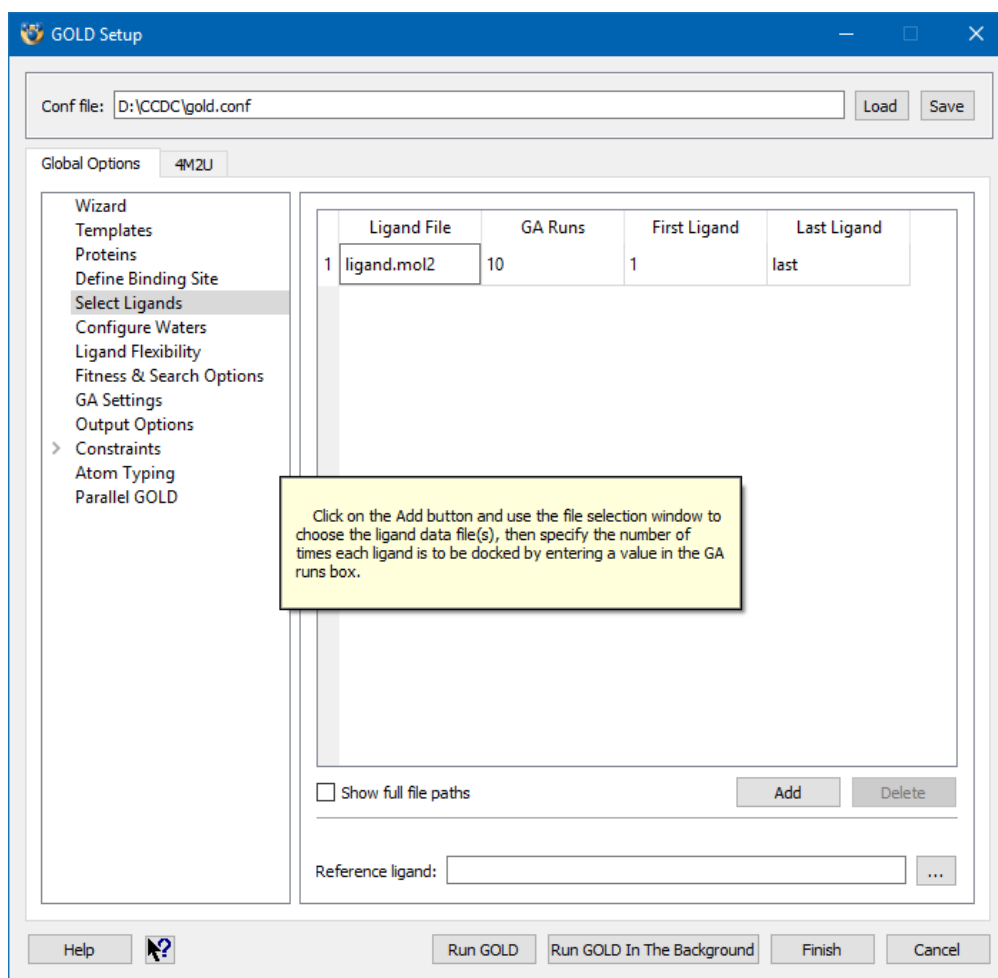 GOLD Setup
Conf file: D:\CCDC\gold.conf Load Save
Global Options 4M2U
Wizard
Templates
Proteins
Define Binding Site
Select Ligands
Configure Waters
Ligand Flexibility
Fitness & Search Options
GA Settings
Output Options
Constraints
Atom Typing
Parallel GOLD
Ligand File GA Runs First Ligand Last Ligand
1 ligand.mol2 10 1 last
Click on the Add button and use the file selection window to
choose the ligand data file(s), then specify the number of
times each ligand is to be docked by entering a value in the GA
runs box.
Show full file paths Add Delete
Reference ligand: ...
Help ? Run GOLD Run GOLD In The Background Finish Cancel